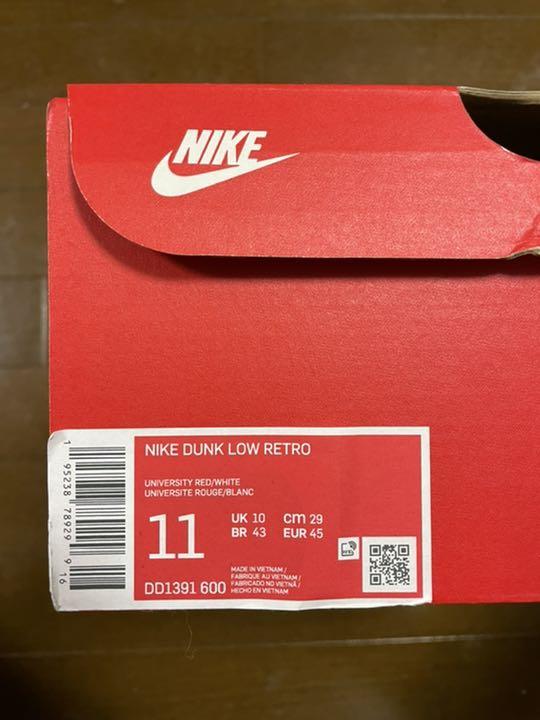 NIKE
NIKE DUNK LOW RETRO
UNIVERSITY RED/WHITE
UNIVERSITE ROUGE/BLANC
11
UK 10 cm 29
BR 43 EUR 45
DD1391 600
MADE IN VIETNAM /
FABRIQUE AU VIETNAM /
FABRICADO NO VIETNÃ /
HECHO EN VIETNAM
1 95238 78929 9 16